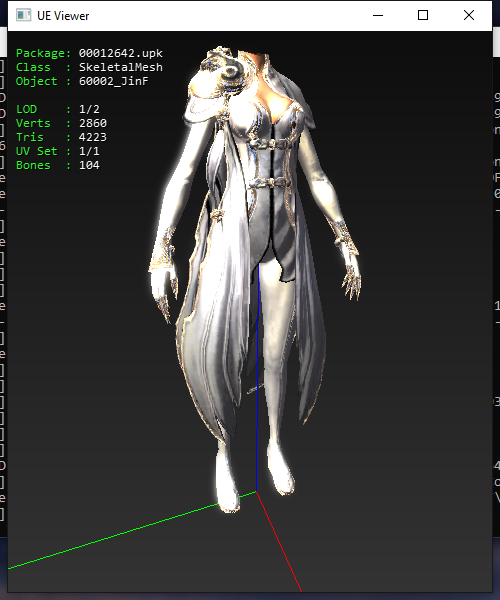 UE Viewer
Package: 00012642.upk
Class  : SkeletalMesh
Object : 60002_JinF
LOD    : 1/2
Verts  : 2860
Tris   : 4223
UV Set : 1/1
Bones  : 104